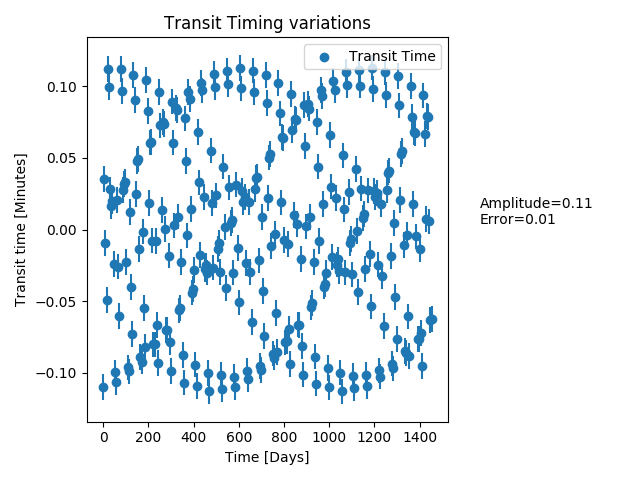 Transit Timing variations
Transit Time
Transit time [Minutes]
0.10
0.05
0.00
−0.05
−0.10
0 200 400 600 800 1000 1200 1400
Time [Days]
Amplitude=0.11
Error=0.01